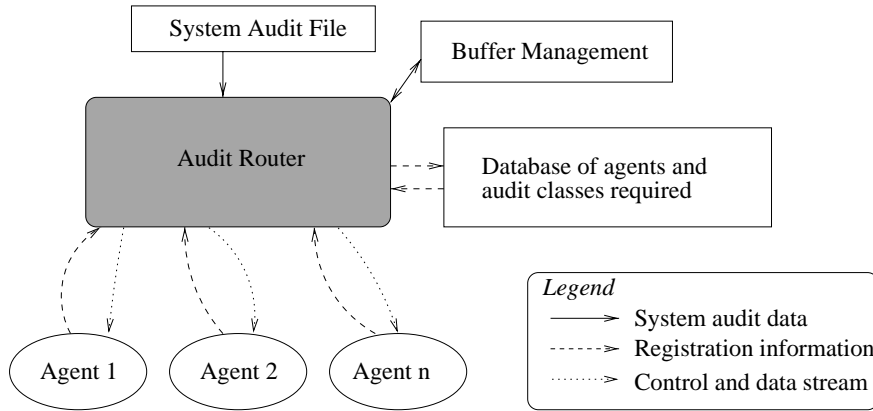 System Audit File
Buffer Management
Audit Router
Database of agents and
audit classes required
Agent 1
Agent 2
Agent n
Legend
System audit data
Registration information
Control and data stream